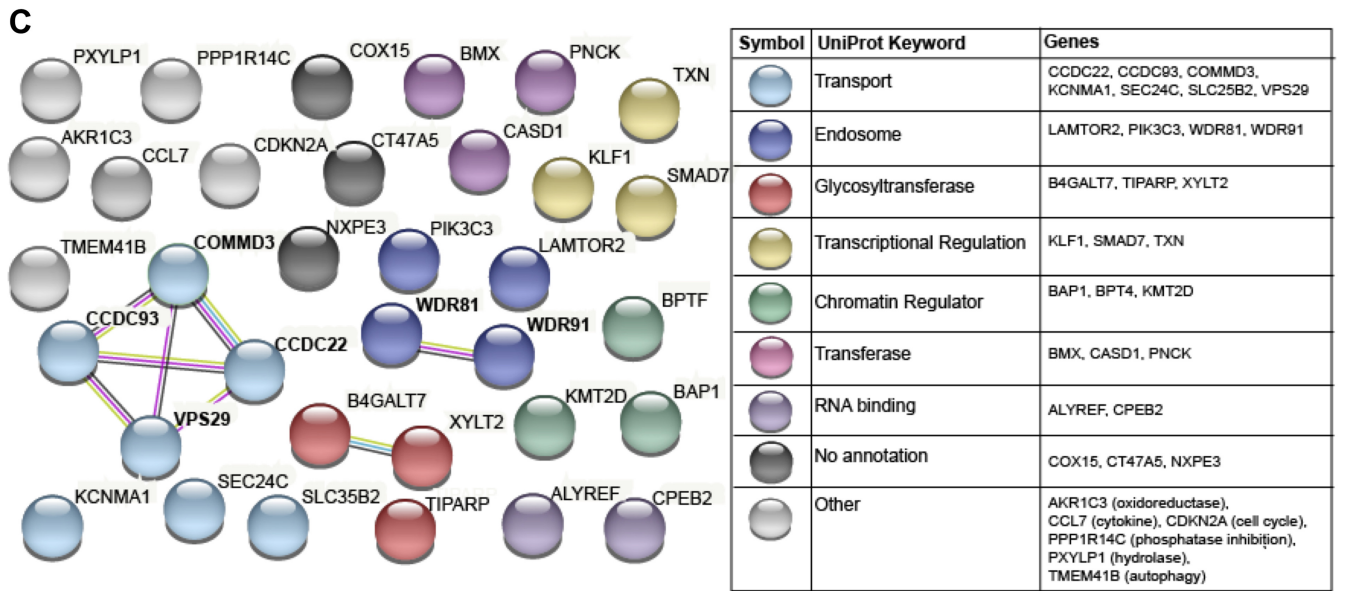 C
PXYLP1
PPP1R14C
COX15
BMX
PNCK
TXN
AKR1C3
CCL7
CDKN2A
CT47A5
CASD1
KLF1
SMAD7
TMEM41B
COMMD3
NXPE3
PIK3C3
LAMTOR2
CCDC93
CCDC22
WDR81
WDR91
BPTF
VPS29
B4GALT7
XYLT2
KMT2D
BAP1
KCNMA1
SEC24C
SLC35B2
TIPARP
ALYREF
CPEB2
Symbol UniProt Keyword Genes
Transport CCDC22, CCDC93, COMMD3,
KCNMA1, SEC24C, SLC25B2, VPS29
Endosome LAMTOR2, PIK3C3, WDR81, WDR91
Glycosyltransferase B4GALT7, TIPARP, XYLT2
Transcriptional Regulation KLF1, SMAD7, TXN
Chromatin Regulator BAP1, BPT4, KMT2D
Transferase BMX, CASD1, PNCK
RNA binding ALYREF, CPEB2
No annotation COX15, CT47A5, NXPE3
Other AKR1C3 (oxidoreductase),
CCL7 (cytokine), CDKN2A (cell cycle),
PPP1R14C (phosphatase inhibition),
PXYLP1 (hydrolase),
TMEM41B (autophagy)